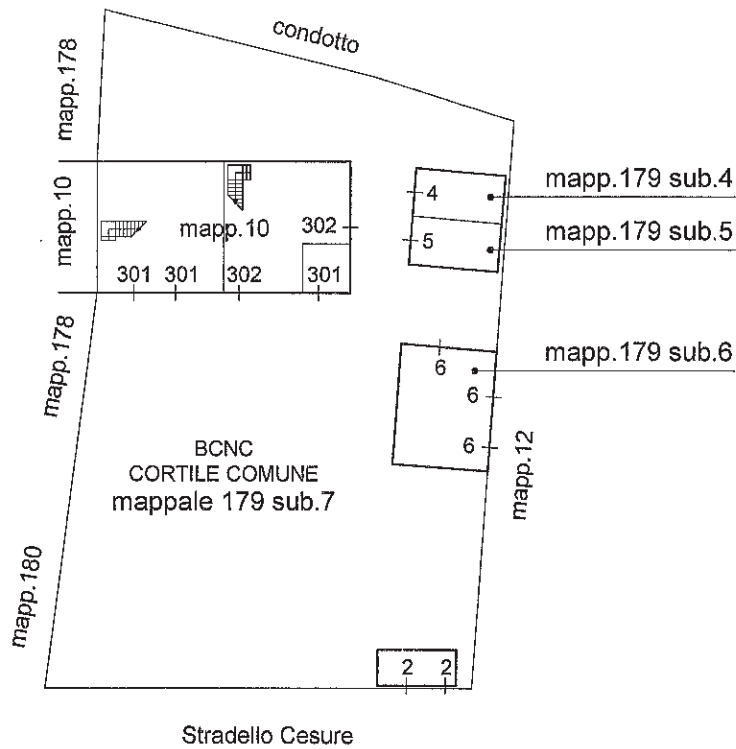 condotto
mapp.178
mapp.10
mapp.10
302
301
301
302
301
4
5
mapp.179 sub.4
mapp.179 sub.5
mapp.178
6
6
6
mapp.179 sub.6
mapp.12
BCNC
CORTILE COMUNE
mappale 179 sub.7
mapp.180
2
2
Stradello Cesure